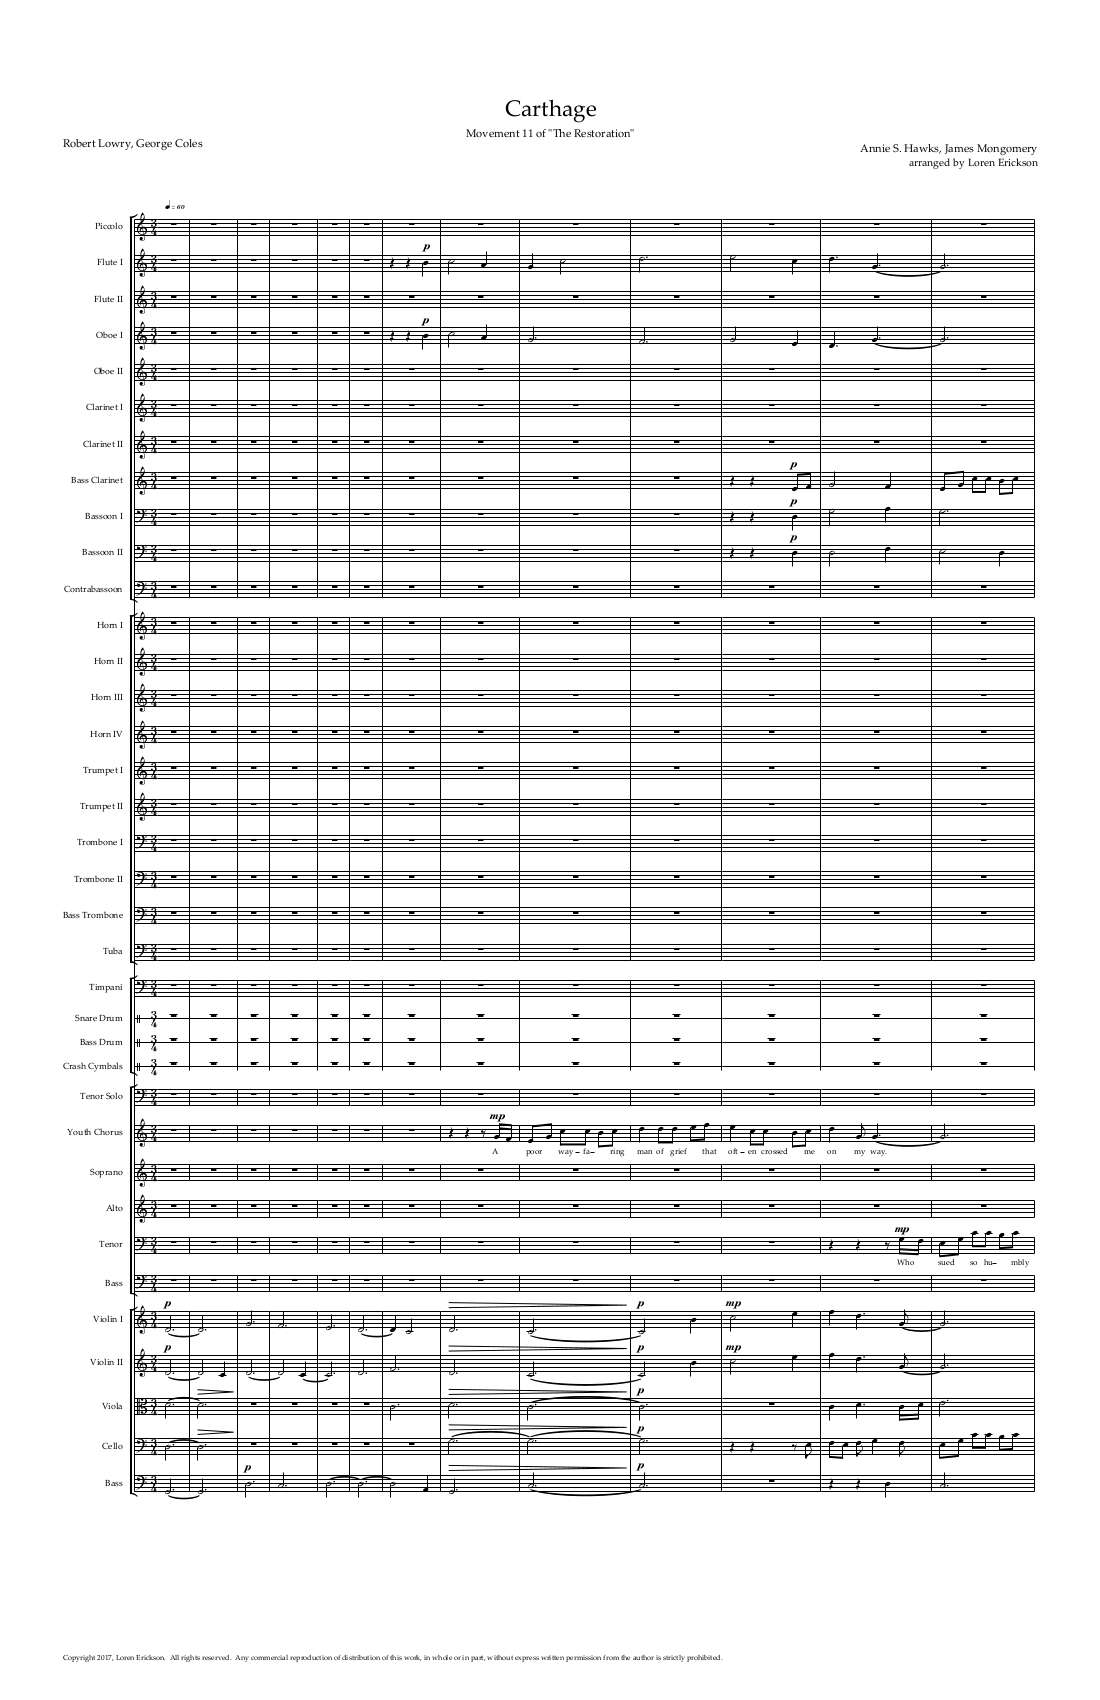 Carthage
Movement 11 of "The Restoration"
Robert Lowry, George Coles
Annie S. Hawks, James Mongomery
arranged by Loren Erickson
♩ = 60
Piccolo
p
Flute I
Flute II
p
Oboe I
Oboe II
Clarinet I
Clarinet II
p
Bass Clarinet
p
Bassoon I
p
Bassoon II
Contrabassoon
Horn I
Horn II
Horn III
Horn IV
Trumpet I
Trumpet II
Trombone I
Trombone II
Bass Trombone
Tuba
Timpani
Snare Drum
Bass Drum
Crash Cymbals
Tenor Solo
mp
Youth Chorus
A poor way – fa – ring man of grief that oft – en crossed me on my way.
Soprano
Alto
mp
Tenor
Who sued so hu – mbly
Bass
p p mp
Violin I
p p mp
Violin II
p
Viola
p
Cello
p p
Bass
Copyright 2017, Loren Erickson. All rights reserved. Any commercial reproduction of distribution of this work, in whole or in part, without express written permission from the author is strictly prohibited.